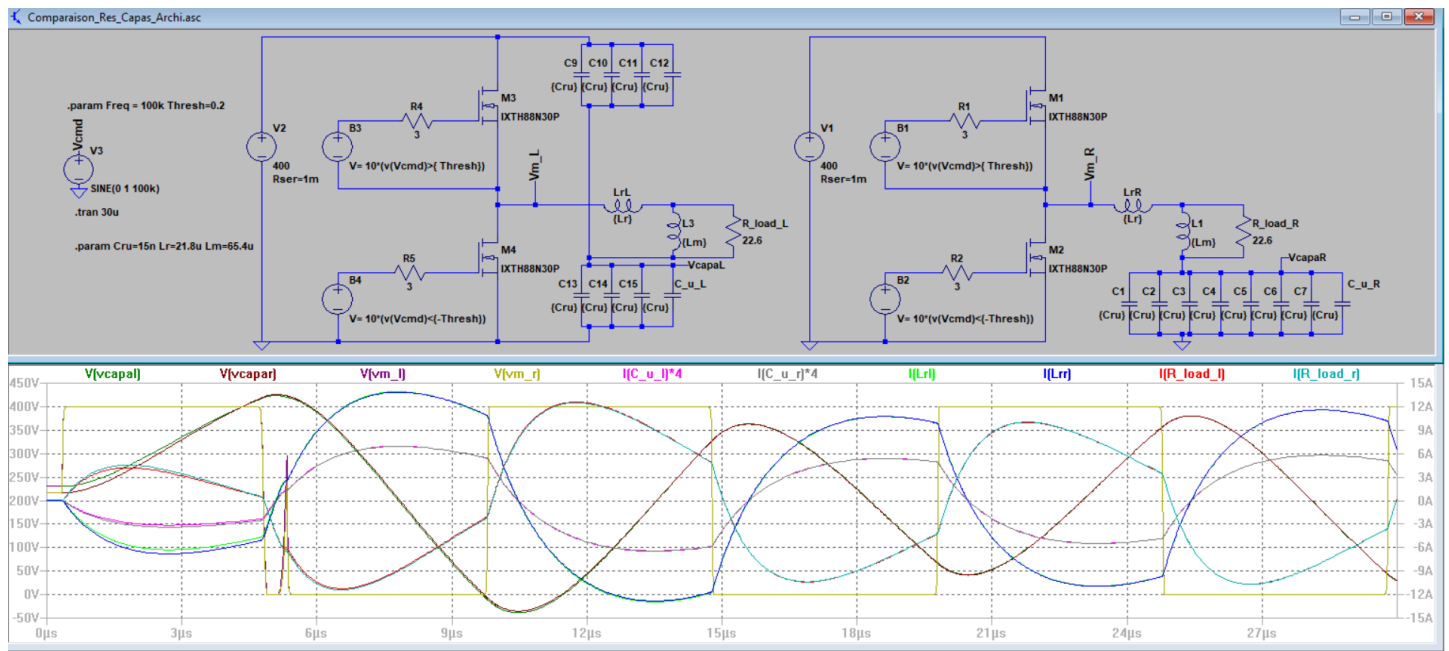 Comparaison_Res_Capas_Archi.asc
C9 C10 C11 C12
{Cru} {Cru} {Cru} {Cru}
.param Freq = 100k Thresh=0.2
Vcmd
V3
SINE(0 1 100k)
.tran 30u
.param Cru=15n Lr=21.8u Lm=65.4u
V2
400
Rser=1m
R4
3
M3
IXTH88N30P
B3
V= 10*(v(Vcmd)>{ Thresh})
Vm_L
LrL
{Lr}
L3
{Lm}
R_load_L
22.6
R5
3
M4
IXTH88N30P
B4
V= 10*(v(Vcmd)<{-Thresh})
VcapaL
C13 C14 C15 C_u_L
{Cru} {Cru} {Cru} {Cru}
V1
400
Rser=1m
R1
3
M1
IXTH88N30P
B1
V= 10*(v(Vcmd)>{ Thresh})
Vm_R
LrR
{Lr}
L1
{Lm}
R_load_R
22.6
R2
3
M2
IXTH88N30P
B2
V= 10*(v(Vcmd)<{-Thresh})
VcapaR
C1 C2 C3 C4 C5 C6 C7 C_u_R
{Cru} {Cru} {Cru} {Cru} {Cru} {Cru} {Cru} {Cru}
V(vcapal) V(vcapar) V(vm_l) V(vm_r) I(C_u_l)*4 I(C_u_r)*4 I(Lrl) I(Lrr) I(R_load_l) I(R_load_r)
450V 15A
400V 12A
350V 9A
300V 6A
250V 3A
200V 0A
150V -3A
100V -6A
50V -9A
0V -12A
-50V -15A
0µs 3µs 6µs 9µs 12µs 15µs 18µs 21µs 24µs 27µs